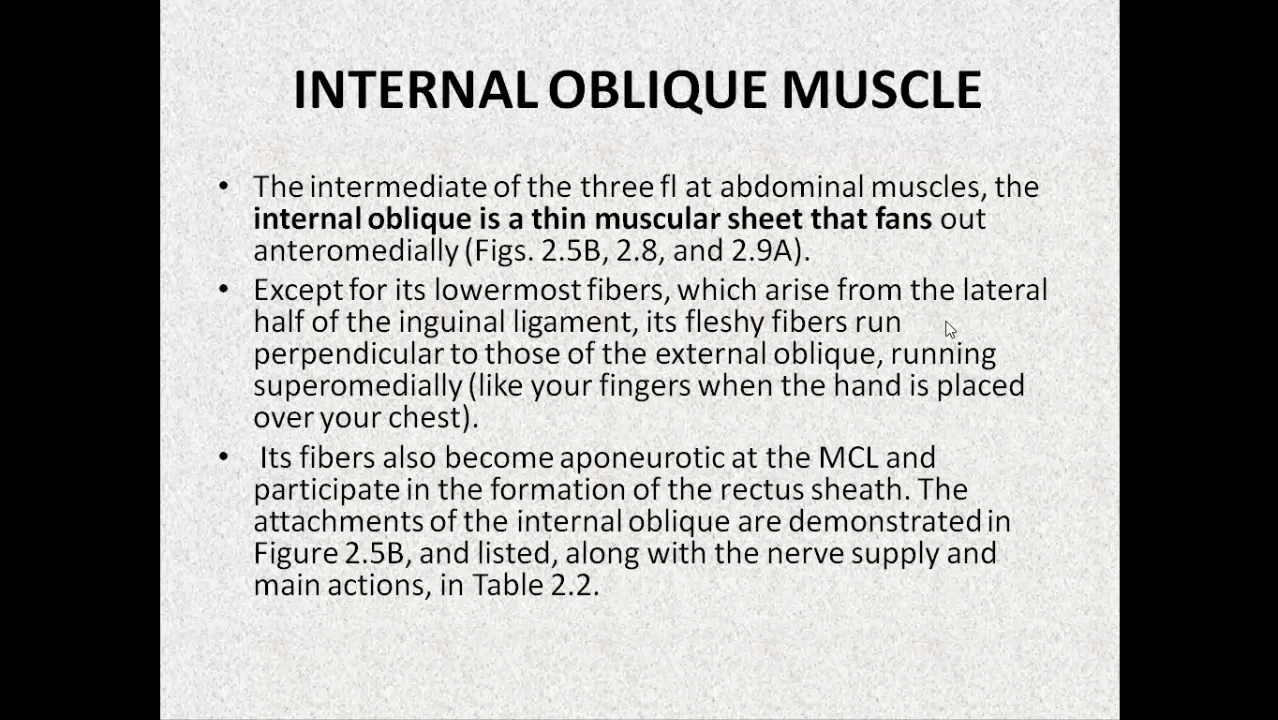 INTERNAL OBLIQUE MUSCLE
• The intermediate of the three fl at abdominal muscles, the
internal oblique is a thin muscular sheet that fans out
anteromedially (Figs. 2.5B, 2.8, and 2.9A).
• Except for its lowermost fibers, which arise from the lateral
half of the inguinal ligament, its fleshy fibers run
perpendicular to those of the external oblique, running
superomedially (like your fingers when the hand is placed
over your chest).
• Its fibers also become aponeurotic at the MCL and
participate in the formation of the rectus sheath. The
attachments of the internal oblique are demonstrated in
Figure 2.5B, and listed, along with the nerve supply and
main actions, in Table 2.2.